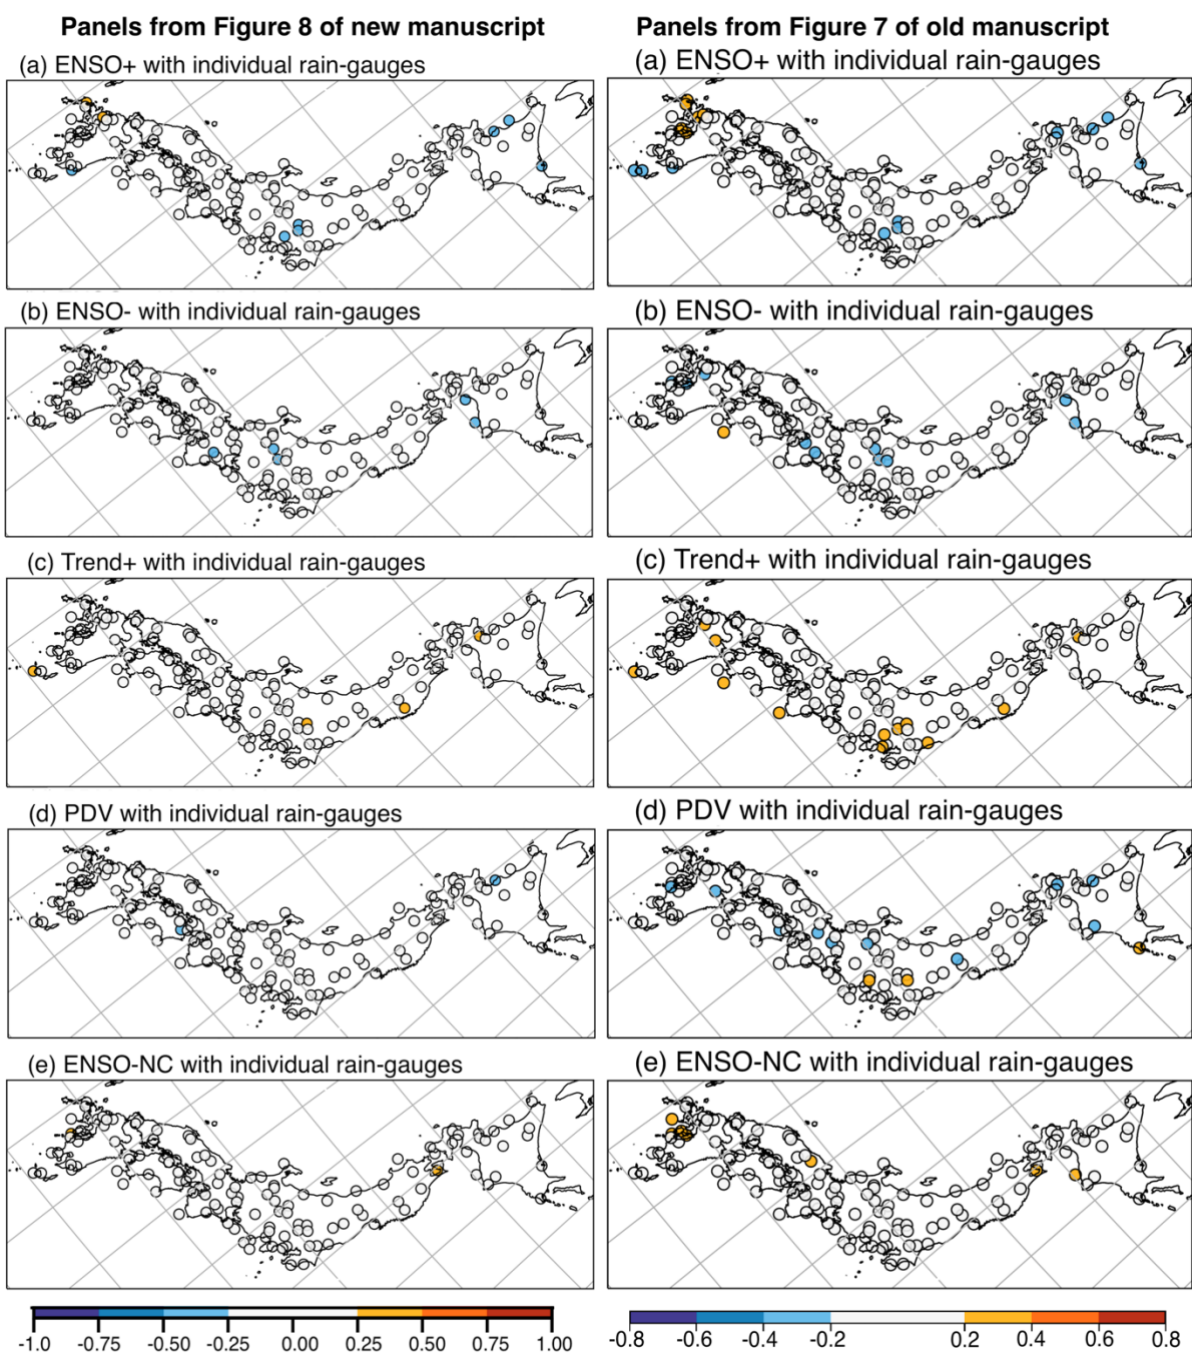 Panels from Figure 8 of new manuscript
Panels from Figure 7 of old manuscript
(a) ENSO+ with individual rain-gauges
(a) ENSO+ with individual rain-gauges
(b) ENSO- with individual rain-gauges
(b) ENSO- with individual rain-gauges
(c) Trend+ with individual rain-gauges
(c) Trend+ with individual rain-gauges
(d) PDV with individual rain-gauges
(d) PDV with individual rain-gauges
(e) ENSO-NC with individual rain-gauges
(e) ENSO-NC with individual rain-gauges
-1.0 -0.75 -0.50 -0.25 0.00 0.25 0.50 0.75 1.00
-0.8 -0.6 -0.4 -0.2 0.2 0.4 0.6 0.8